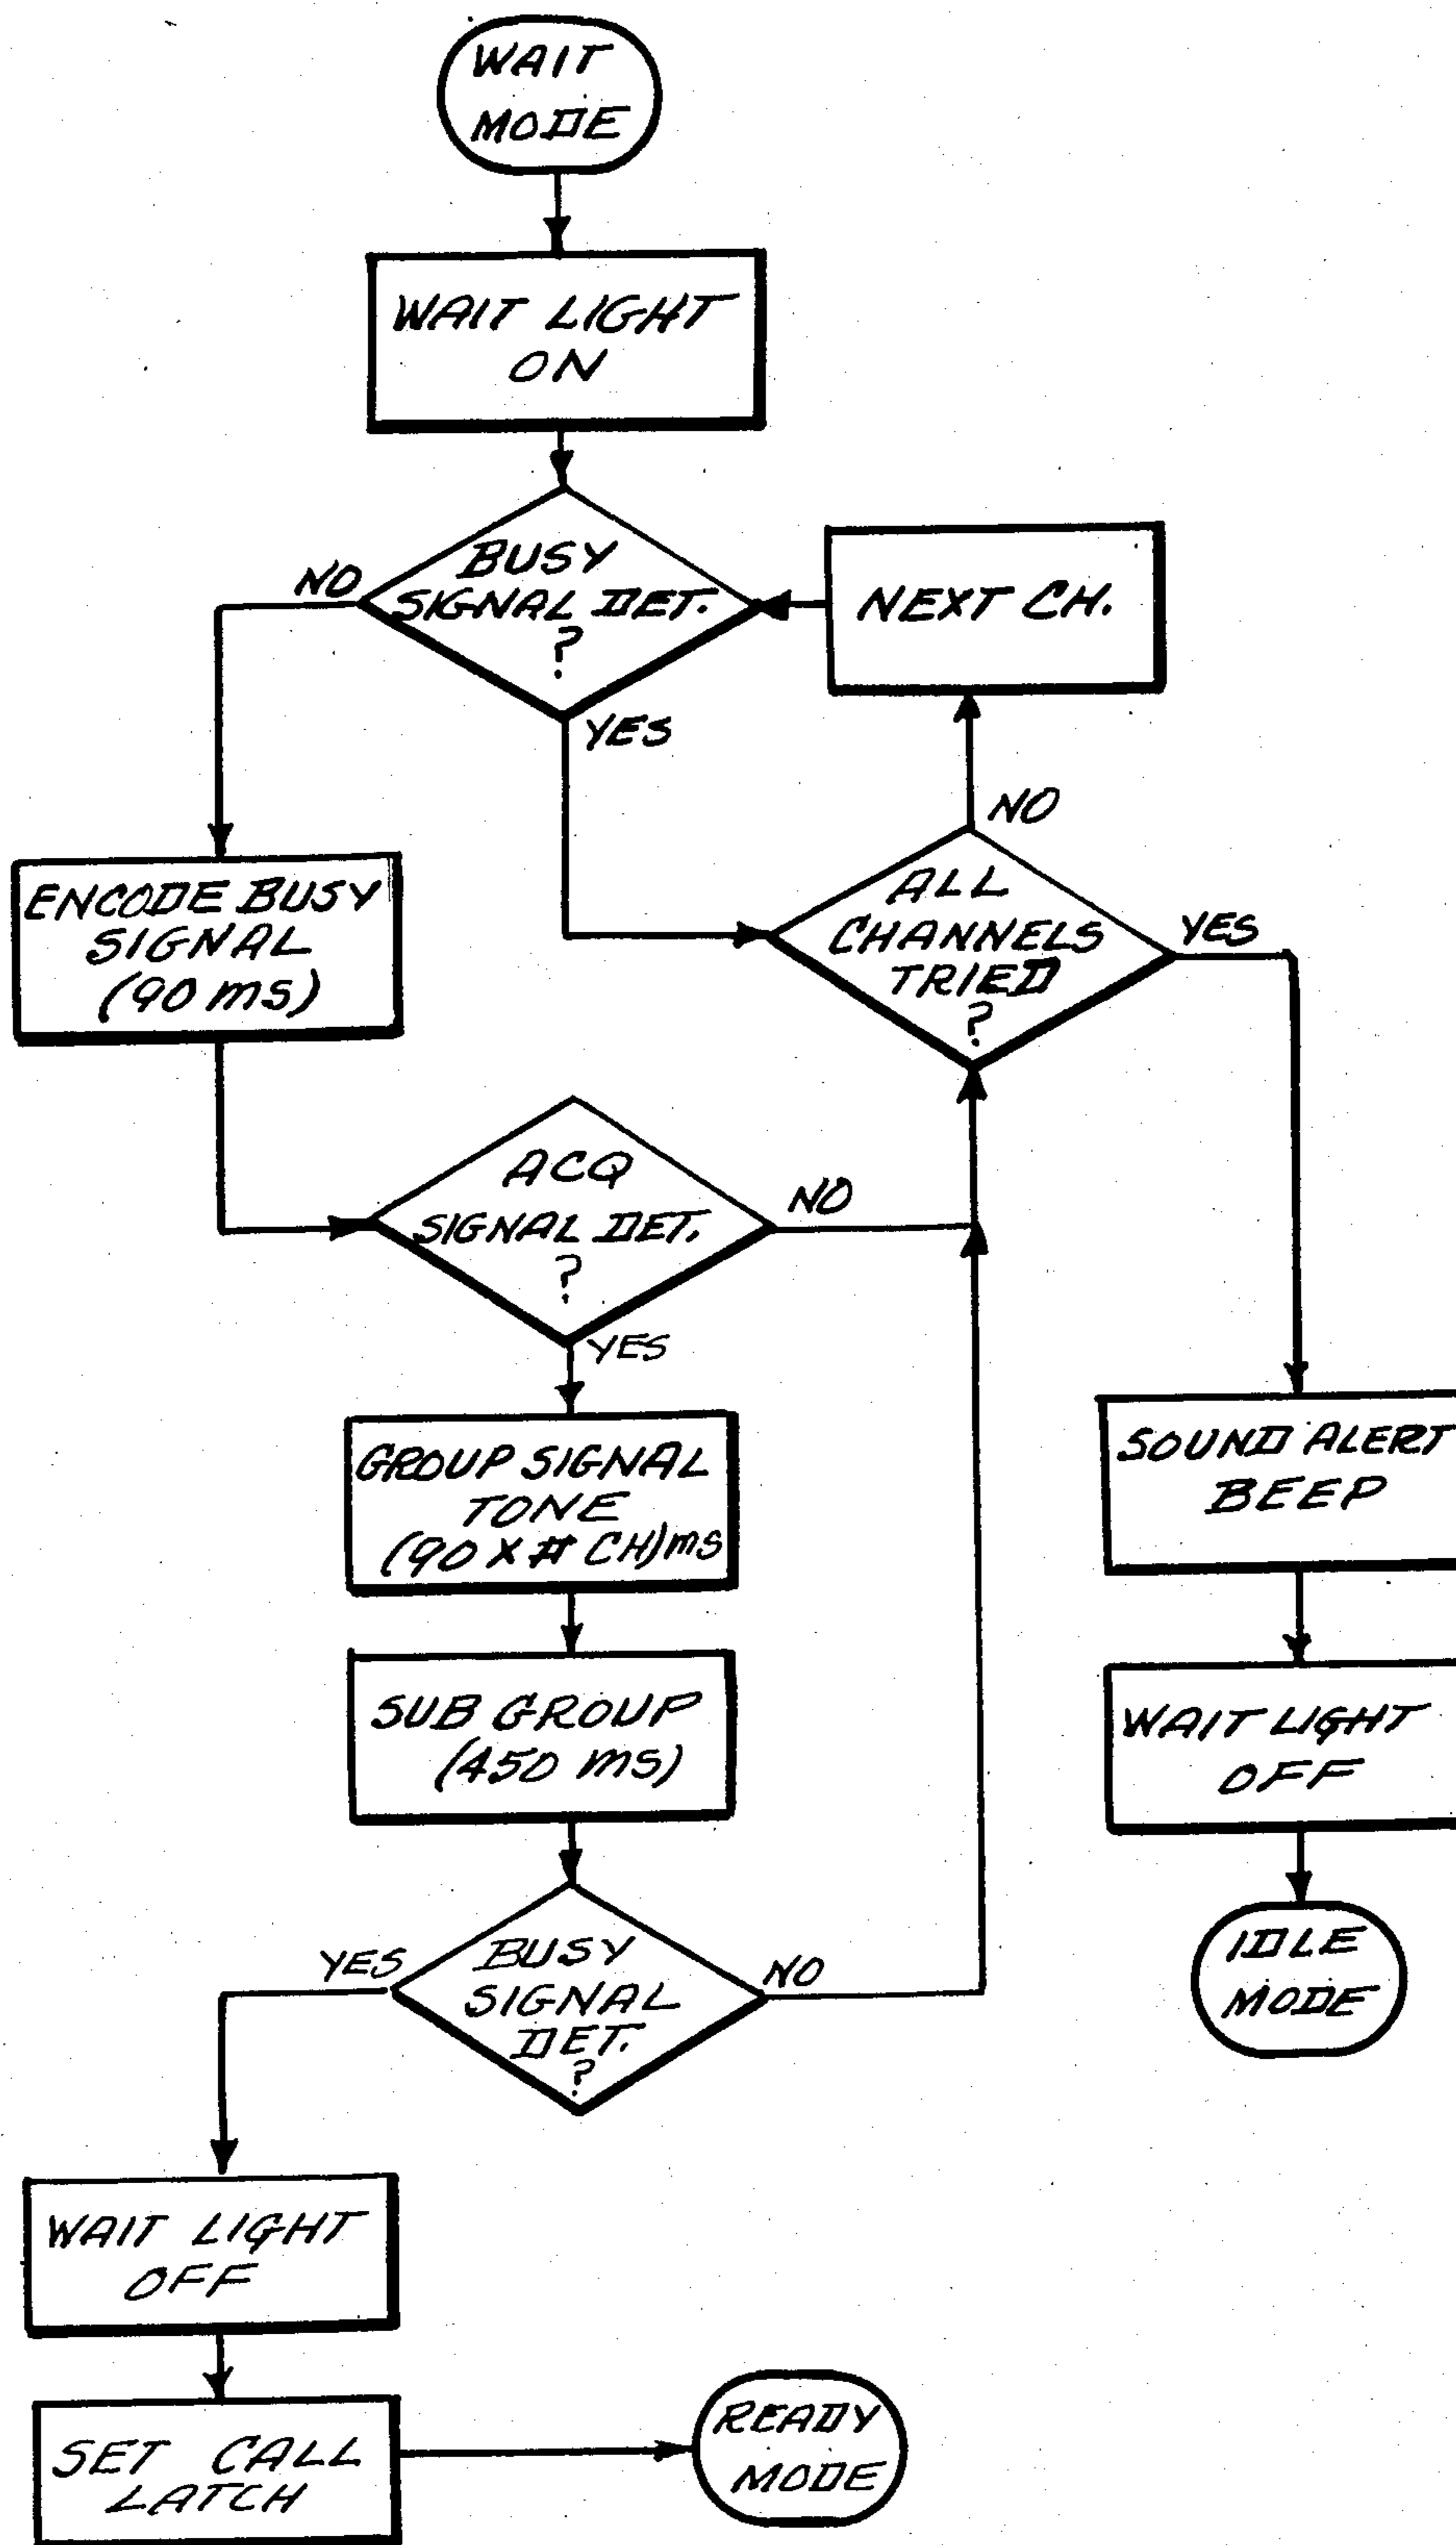 WAIT
MODE
WAIT LIGHT
ON
BUSY
SIGNAL DET.
?
NO
YES
NEXT CH.
NO
ALL
CHANNELS
TRIED
?
YES
ENCODE BUSY
SIGNAL
(90 ms)
ACQ
SIGNAL DET.
?
NO
YES
GROUP SIGNAL
TONE
(90 X # CH) ms
SOUND ALERT
BEEP
SUB GROUP
(450 ms)
WAIT LIGHT
OFF
BUSY
SIGNAL
DET.
?
YES
NO
IDLE
MODE
WAIT LIGHT
OFF
SET CALL
LATCH
READY
MODE